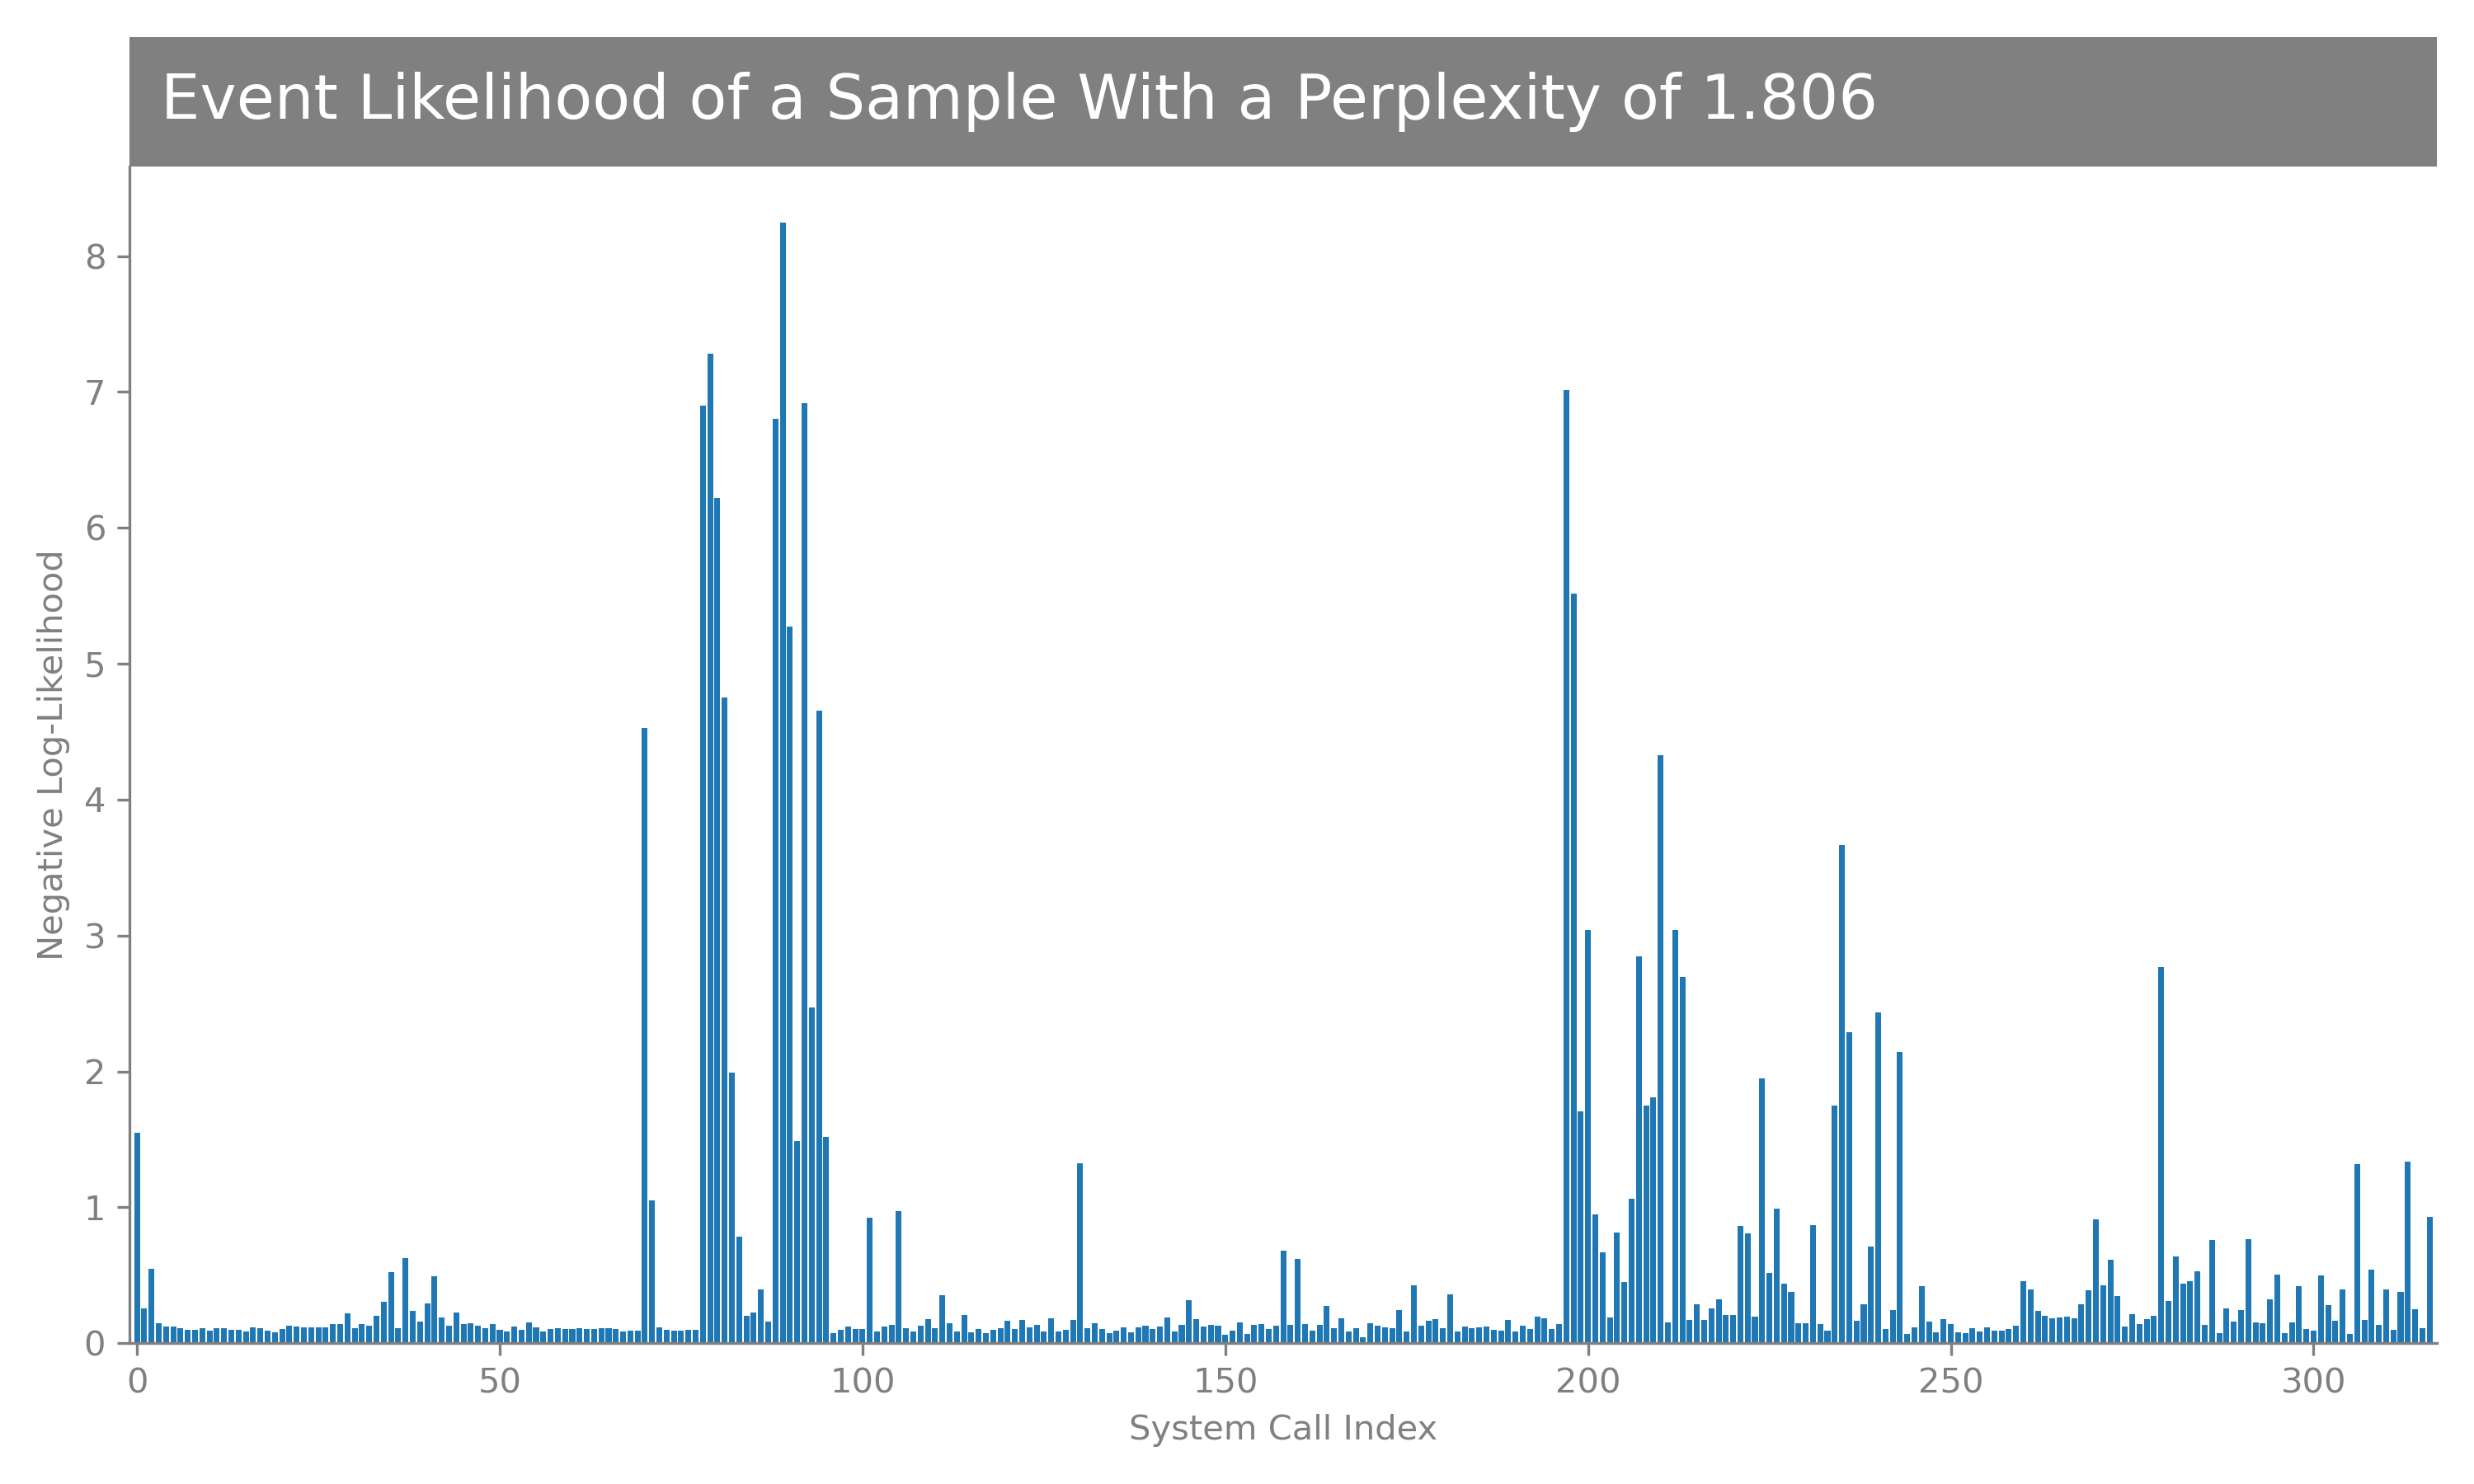 Event Likelihood of a Sample With a Perplexity of 1.806
8
7
6
5
4
3
2
1
0
Negative Log-Likelihood
0 50 100 150 200 250 300
System Call Index